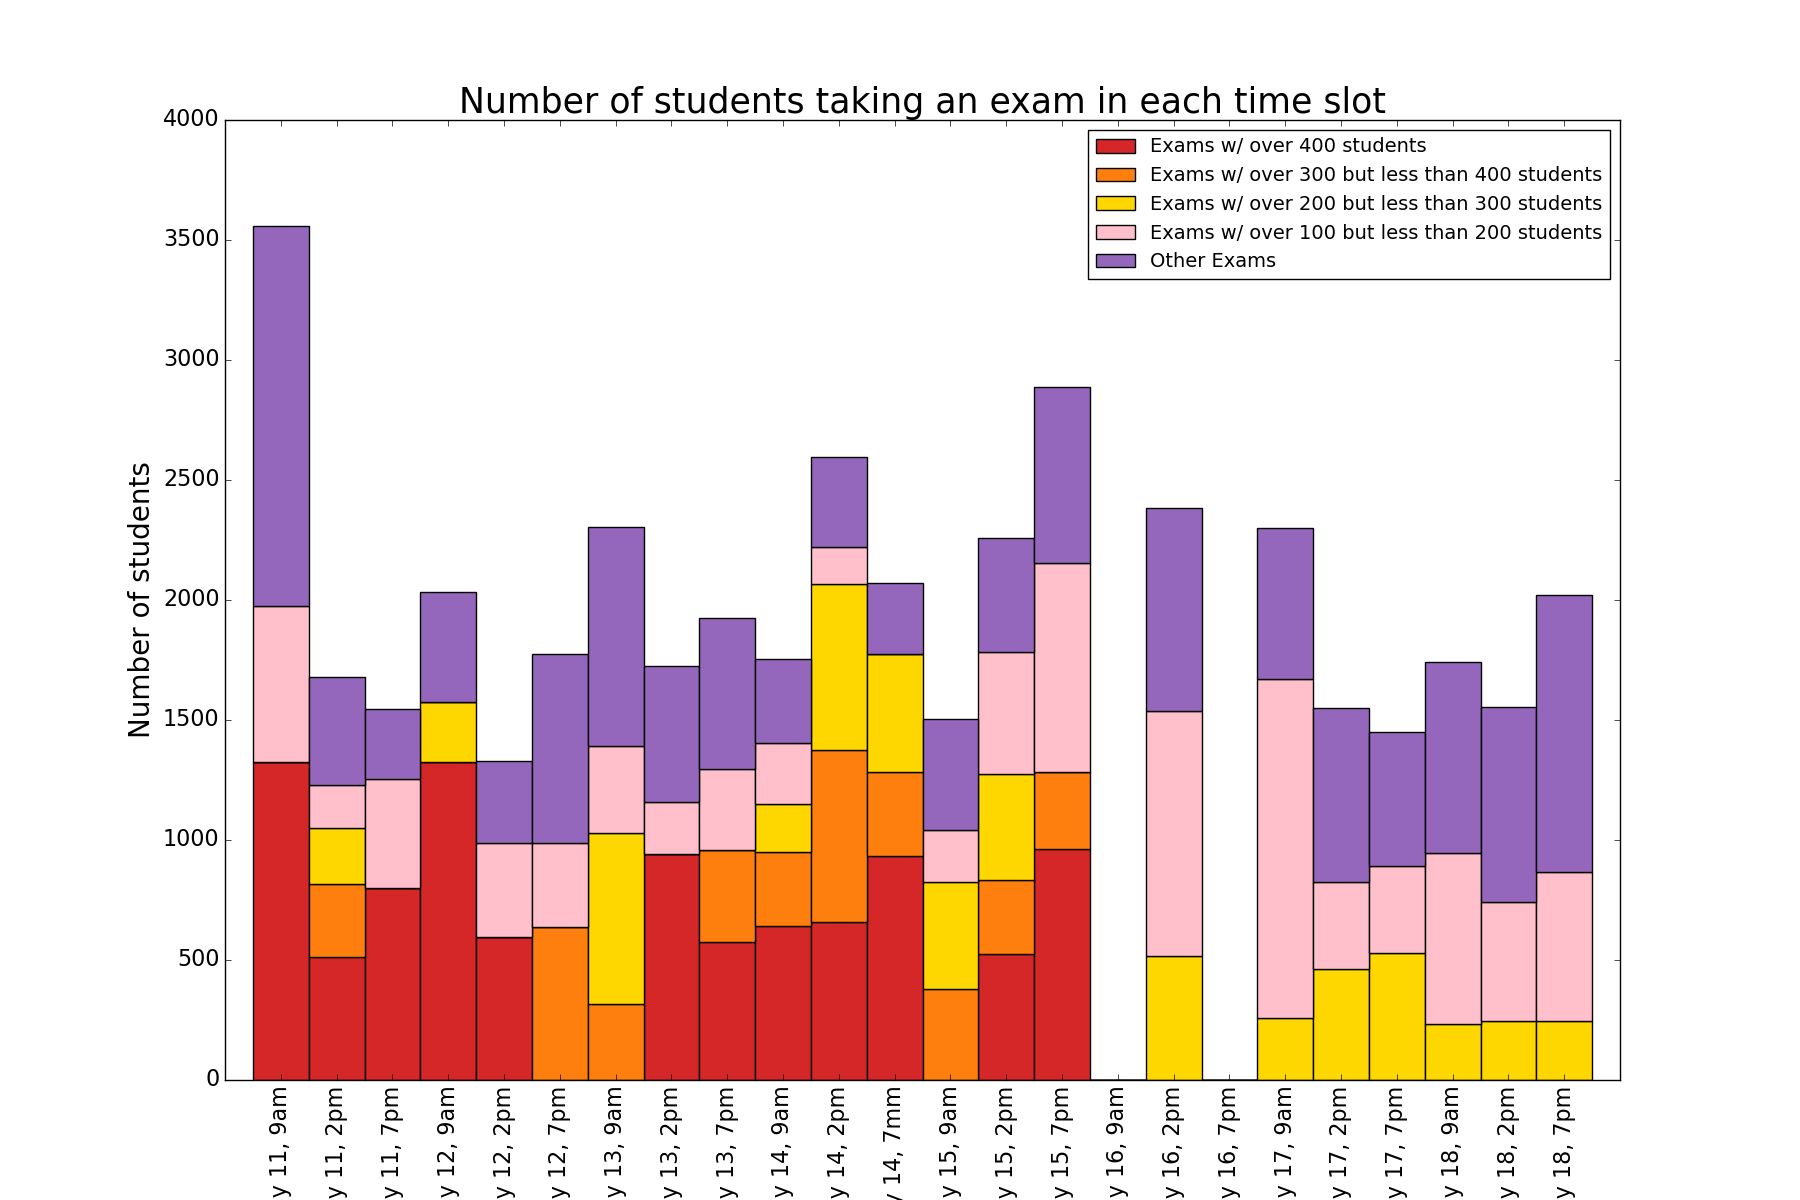 Number of students taking an exam in each time slot
4000
3500
3000
2500
2000
1500
1000
500
0
Number of students
Exams w/ over 400 students
Exams w/ over 300 but less than 400 students
Exams w/ over 200 but less than 300 students
Exams w/ over 100 but less than 200 students
Other Exams
y 11, 9am
y 11, 2pm
y 11, 7pm
y 12, 9am
y 12, 2pm
y 12, 7pm
y 13, 9am
y 13, 2pm
y 13, 7pm
y 14, 9am
y 14, 2pm
y 14, 7mm
y 15, 9am
y 15, 2pm
y 15, 7pm
y 16, 9am
y 16, 2pm
y 16, 7pm
y 17, 9am
y 17, 2pm
y 17, 7pm
y 18, 9am
y 18, 2pm
y 18, 7pm